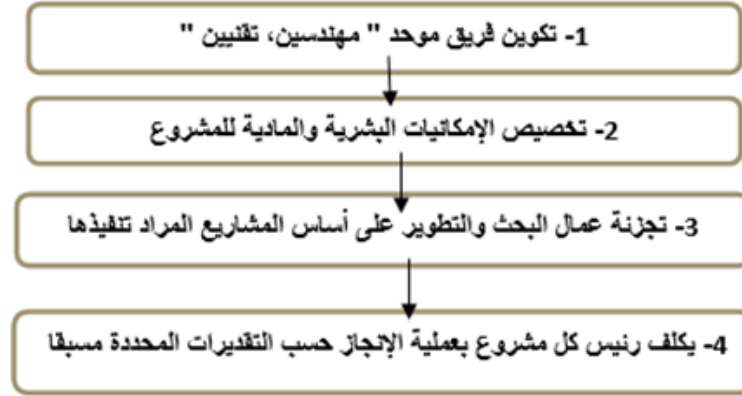 1- تكوين فريق موحد " مهندسين، تقنيين "
2- تخصيص الإمكانيات البشرية والمادية للمشروع
3- تجزئة عمال البحث والتطوير على أساس المشاريع المراد تنفيذها
4- يكلف رئيس كل مشروع بعملية الإنجاز حسب التقديرات المحددة مسبقا